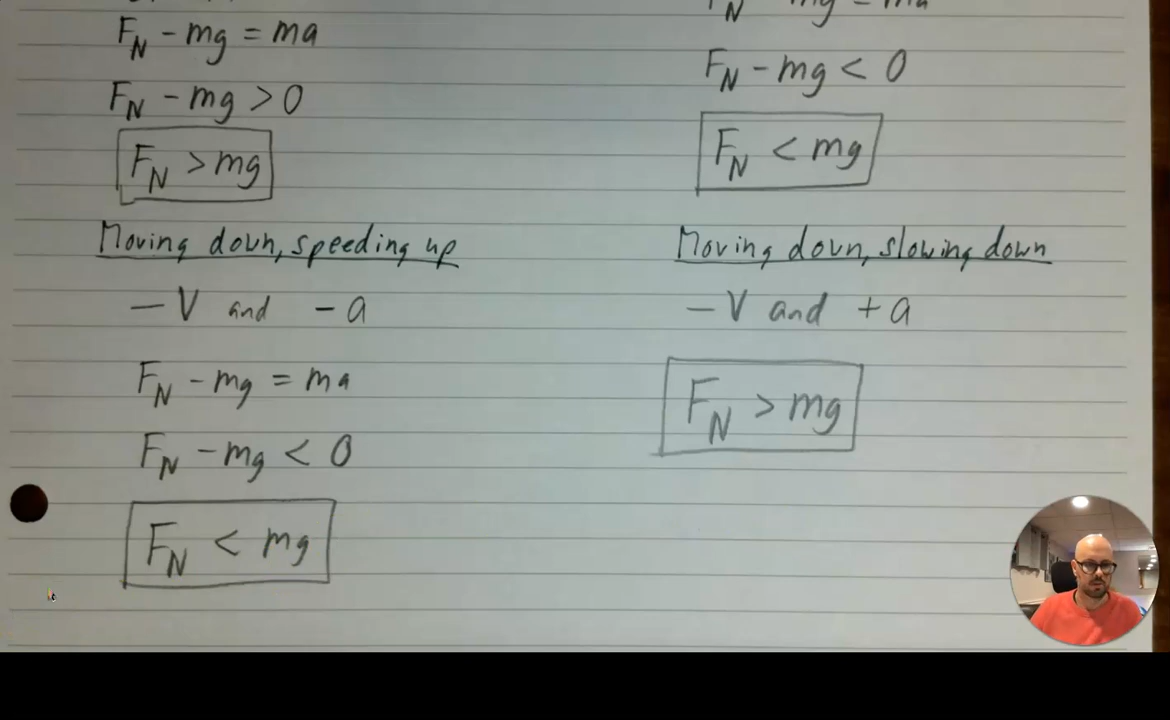 F_N - mg = ma
F_N - mg > 0
F_N > mg
F_N - mg < 0
F_N < mg
Moving down, speeding up
- V and - a
F_N - mg = ma
F_N - mg < 0
F_N < mg
Moving down, slowing down
- V and + a
F_N > mg